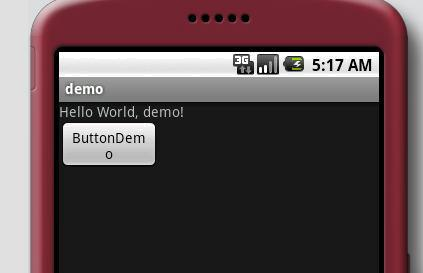 3G 5:17 AM
demo
Hello World, demo!
ButtonDem
o